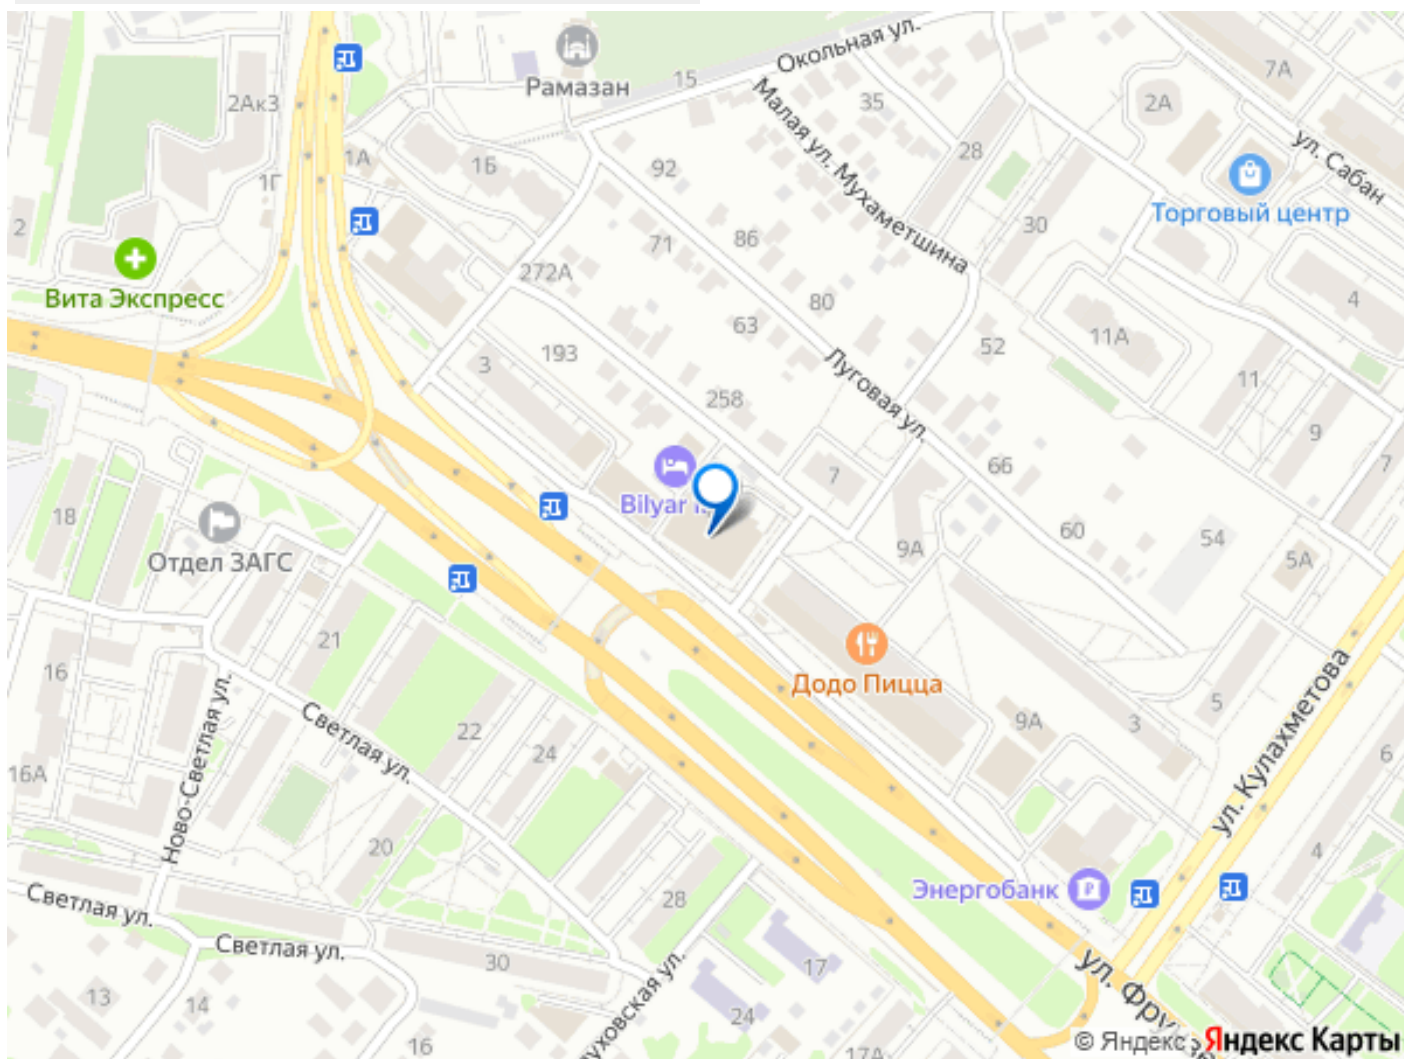 Окольная ул.
15
7А
Рамазан
2Ак3
35
2А
Малая ул. Мухаметшина
ул. Сабан
1А
1Б
92
28
1Г
Торговый центр
2
71
86
30
272А
Вита Экспресс
80
4
63
11А
52
193
3
Луговая ул.
11
258
9
66
7
7
Bilyar
18
60
54
9А
5А
Отдел ЗАГС
21
16
Додо Пицца
5
3
9А
ул. Кулахметова
6
Светлая ул.
22
24
16А
Ново-Светлая ул.
20
4
28
Энергобанк
Светлая ул.
Светлая ул.
30
17
13
14
24
16
17А
© Яндекс
Яндекс Карты